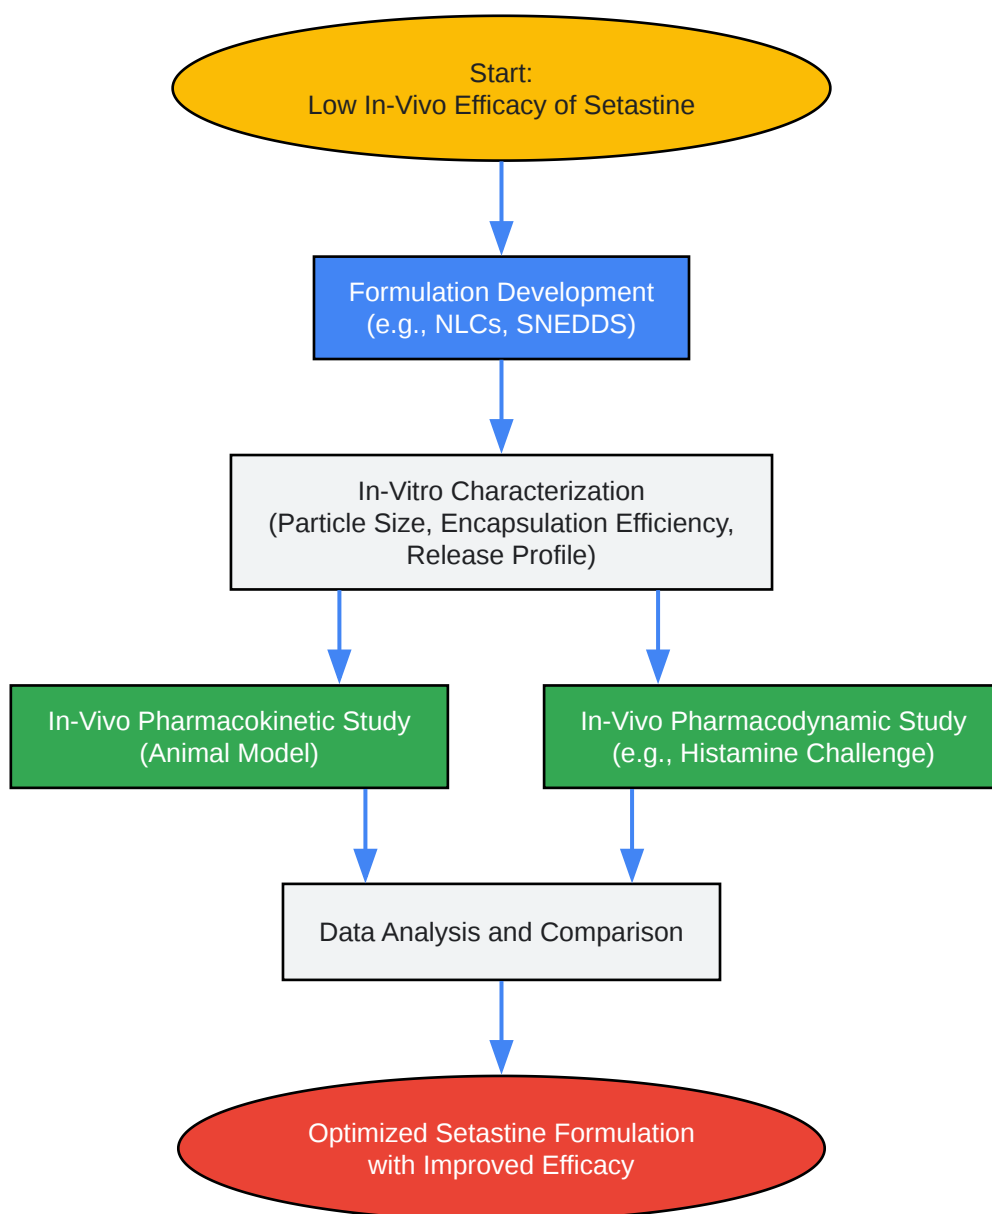 Start:
Low In-Vivo Efficacy of Setastine
Formulation Development
(e.g., NLCs, SNEDDS)
In-Vitro Characterization
(Particle Size, Encapsulation Efficiency,
Release Profile)
In-Vivo Pharmacokinetic Study
(Animal Model)
In-Vivo Pharmacodynamic Study
(e.g., Histamine Challenge)
Data Analysis and Comparison
Optimized Setastine Formulation
with Improved Efficacy